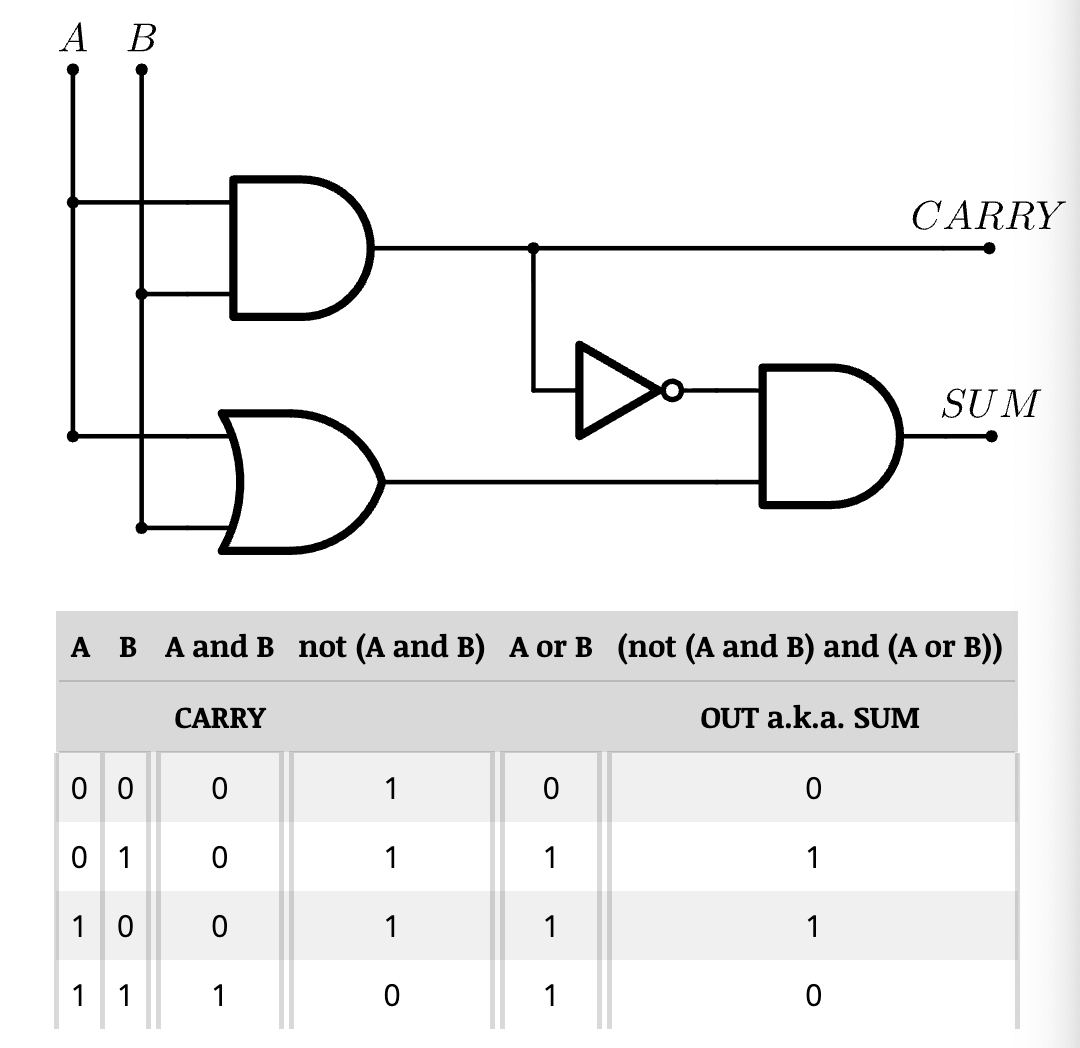 A B
CARRY
SUM
A B A and B not (A and B) A or B (not (A and B) and (A or B))
CARRY OUT a.k.a. SUM
0 0 0 1 0 0
0 1 0 1 1 1
1 0 0 1 1 1
1 1 1 0 1 0